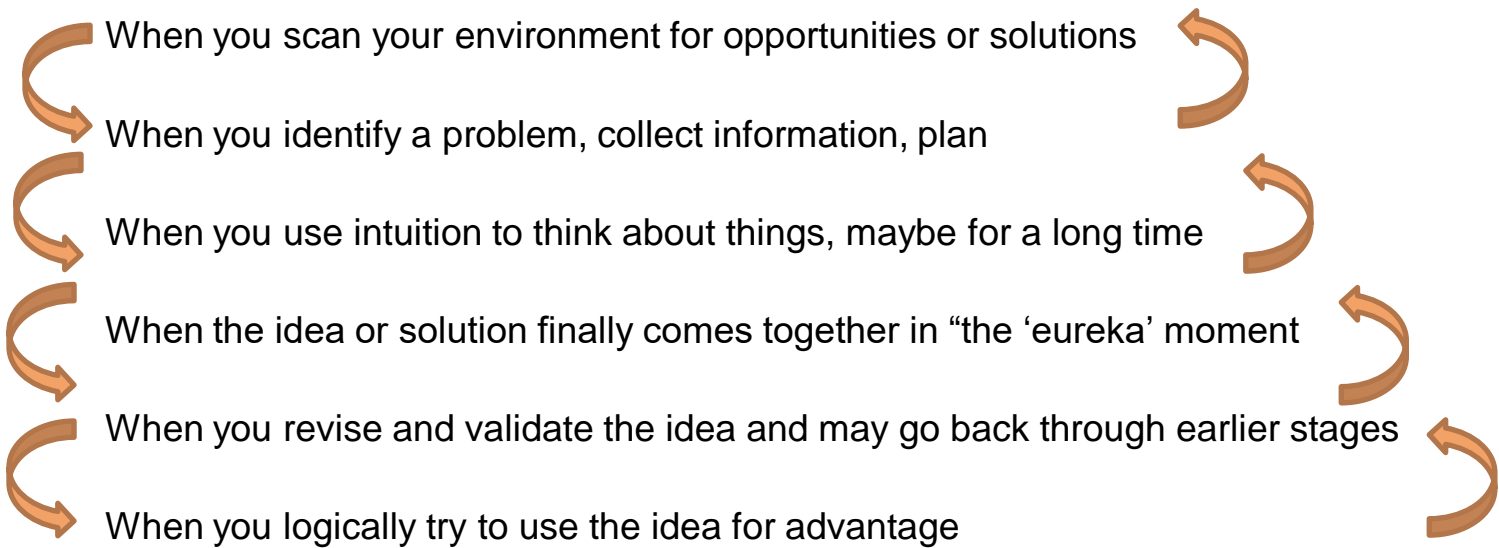 When you scan your environment for opportunities or solutions
When you identify a problem, collect information, plan
When you use intuition to think about things, maybe for a long time
When the idea or solution finally comes together in “the ‘eureka’ moment
When you revise and validate the idea and may go back through earlier stages
When you logically try to use the idea for advantage